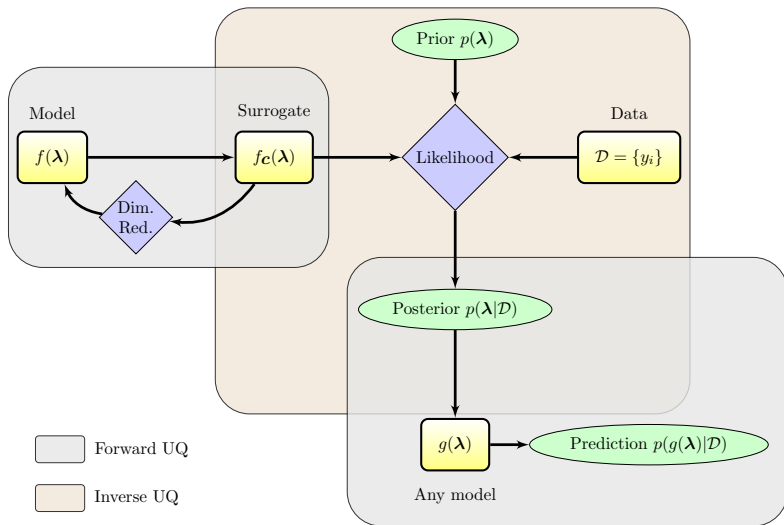 Prior p(λ)
Model
Surrogate
Data
f(λ)
f_c(λ)
Likelihood
𝒟 = {y_i}
Dim.
Red.
Posterior p(λ|𝒟)
g(λ)
Prediction p(g(λ)|𝒟)
Any model
Forward UQ
Inverse UQ